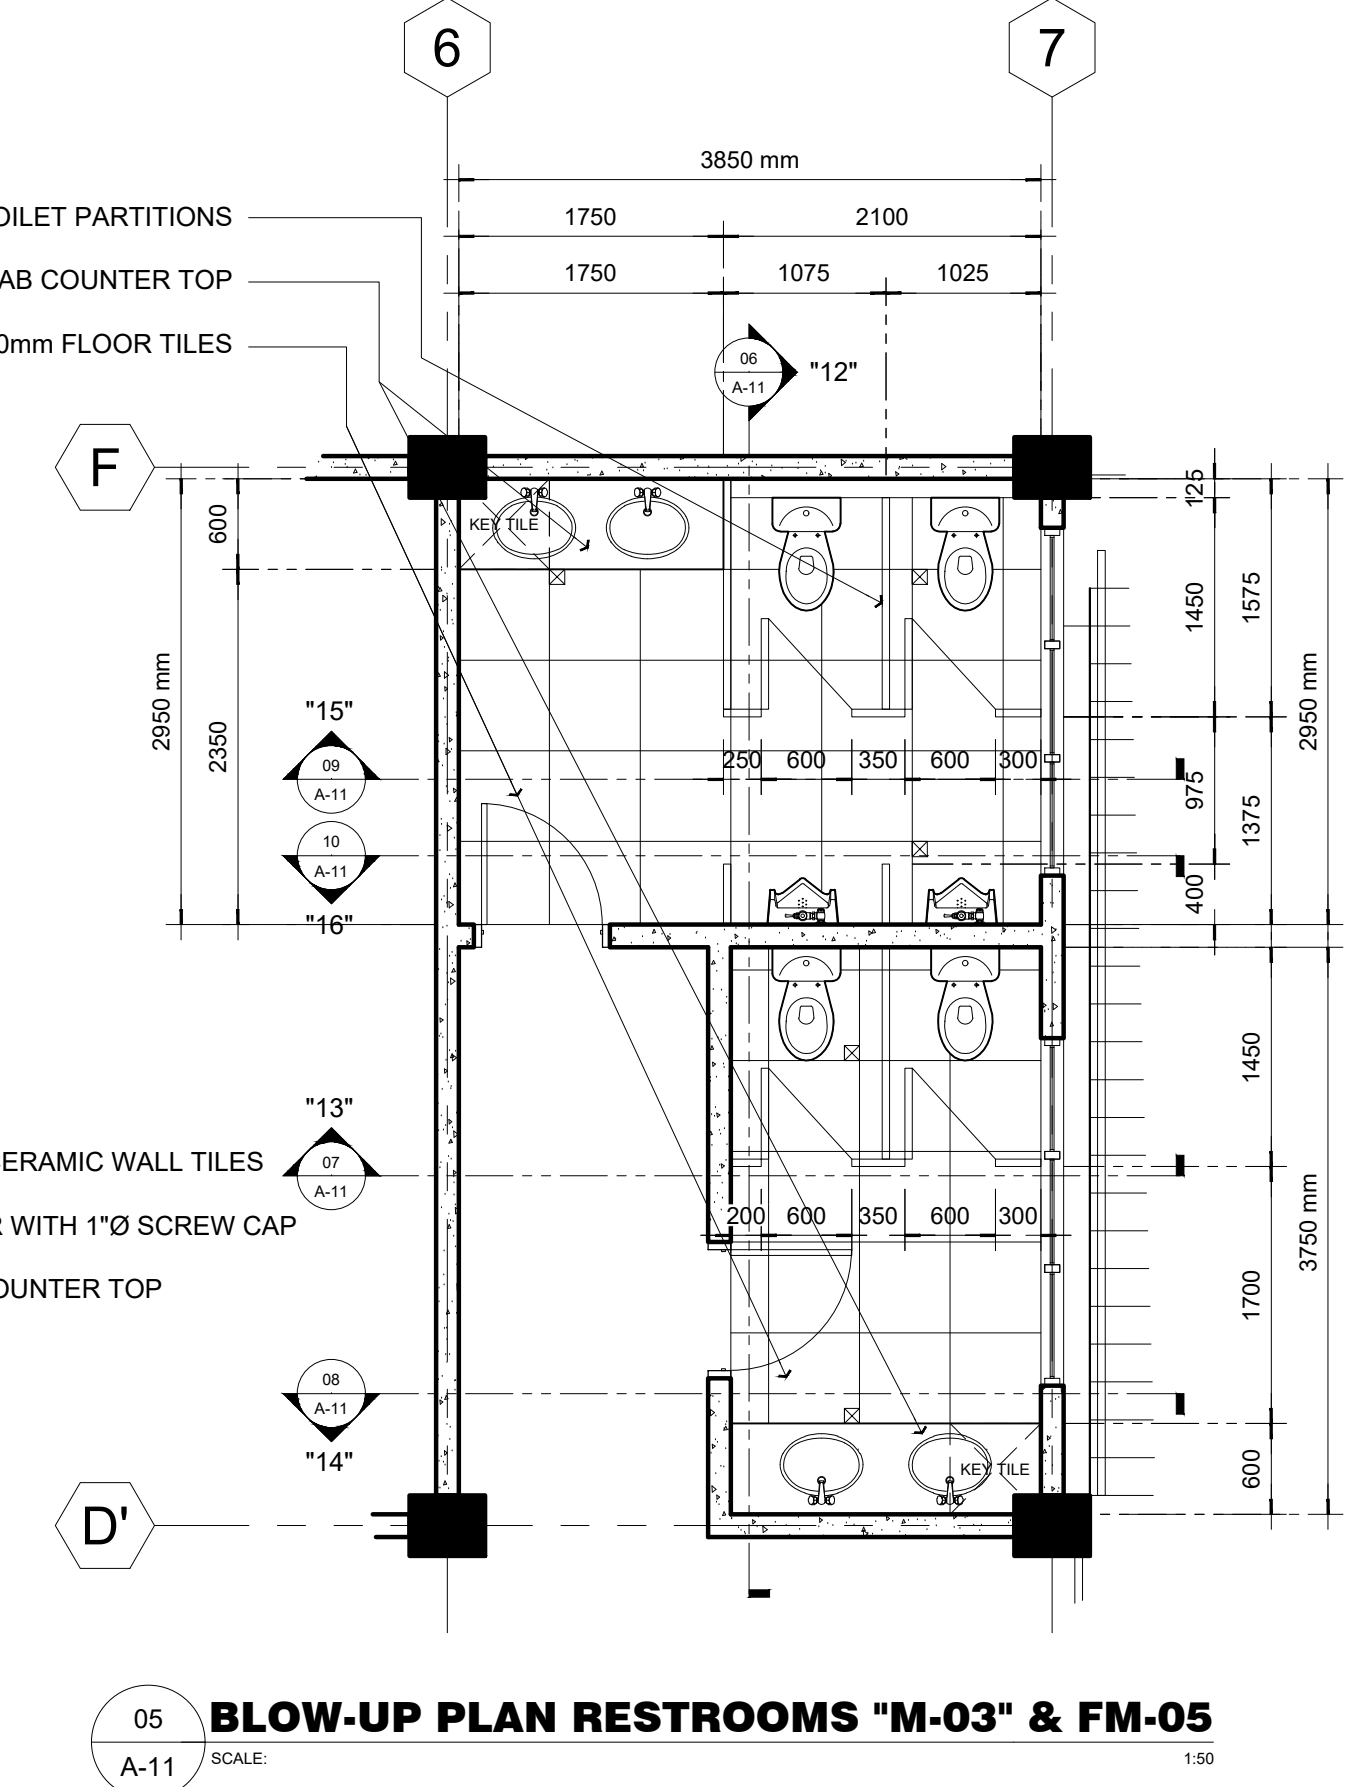 6
7
3850 mm
OILET PARTITIONS
1750
2100
AB COUNTER TOP
1750
1075
1025
0mm FLOOR TILES
06
A-11
"12"
F
125
600
KEY TILE
1450
1575
2950 mm
2350
2950 mm
"15"
09
A-11
250
600
350
600
300
975
1375
10
A-11
"16"
400
1450
"13"
07
A-11
CERAMIC WALL TILES
R WITH 1"Ø SCREW CAP
200
600
350
600
300
3750 mm
OUNTER TOP
1700
08
A-11
"14"
KEY TILE
600
D'
05
A-11
BLOW-UP PLAN RESTROOMS "M-03" & FM-05
SCALE:
1:50